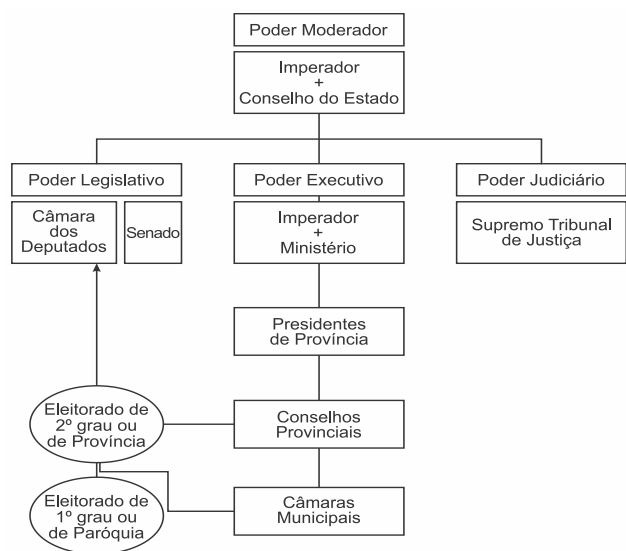 Poder Moderador
Imperador
+
Conselho do Estado
Poder Legislativo
Poder Executivo
Poder Judiciário
Câmara
dos
Deputados
Senado
Imperador
+
Ministério
Supremo Tribunal
de Justiça
Presidentes
de Província
Eleitorado de
2º grau ou
de Província
Conselhos
Provinciais
Eleitorado de
1º grau ou
de Paróquia
Câmaras
Municipais